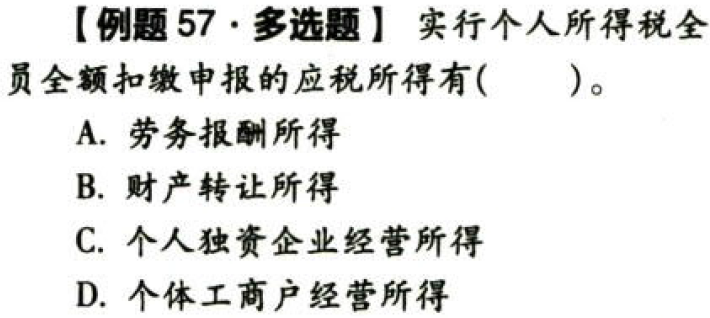 【例题 57·多选题】 实行个人所得税全
员全额扣缴申报的应税所得有(  )。
A. 劳务报酬所得
B. 财产转让所得
C. 个人独资企业经营所得
D. 个体工商户经营所得